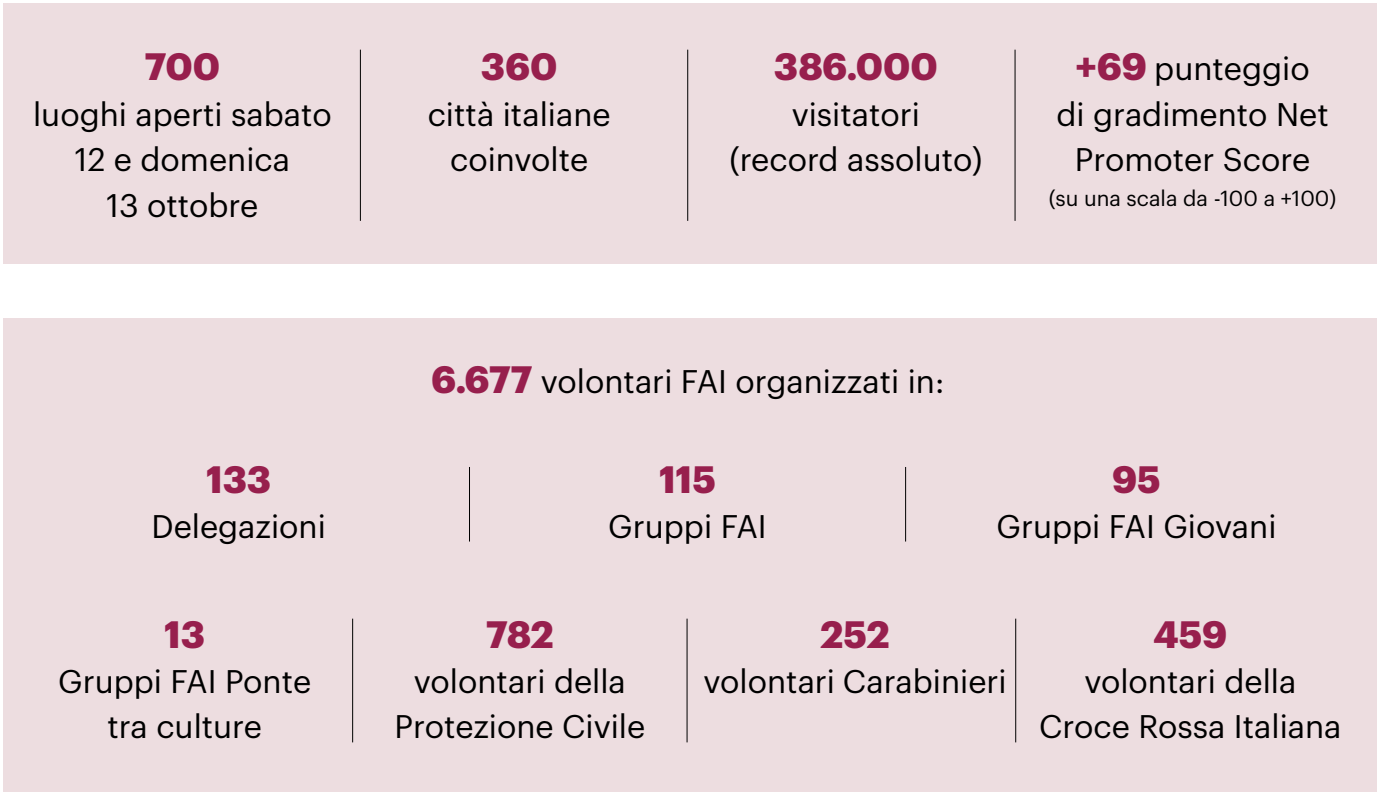 700
luoghi aperti sabato
12 e domenica
13 ottobre
360
città italiane
coinvolte
386.000
visitatori
(record assoluto)
+69 punteggio
di gradimento Net
Promoter Score
(su una scala da -100 a +100)
6.677 volontari FAI organizzati in:
133
Delegazioni
115
Gruppi FAI
95
Gruppi FAI Giovani
13
Gruppi FAI Ponte
tra culture
782
volontari della
Protezione Civile
252
volontari Carabinieri
459
volontari della
Croce Rossa Italiana